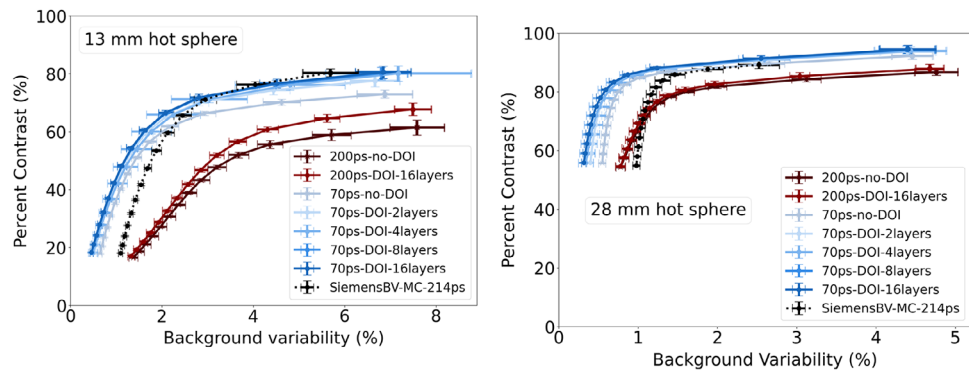 13 mm hot sphere
Percent Contrast (%)
100
80
60
40
20
0
200ps-no-DOI
200ps-DOI-16layers
70ps-no-DOI
70ps-DOI-2layers
70ps-DOI-4layers
70ps-DOI-8layers
70ps-DOI-16layers
SiemensBV-MC-214ps
0 2 4 6 8
Background variability (%)
28 mm hot sphere
Percent Contrast (%)
100
80
60
40
20
0
200ps-no-DOI
200ps-DOI-16layers
70ps-no-DOI
70ps-DOI-2layers
70ps-DOI-4layers
70ps-DOI-8layers
70ps-DOI-16layers
SiemensBV-MC-214ps
0 1 2 3 4 5
Background Variability (%)